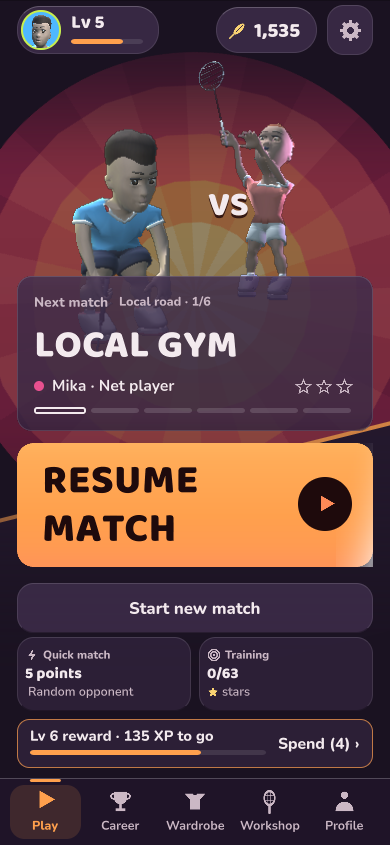 Lv 5
1,535
VS
Next match Local road · 1/6
LOCAL GYM
Mika · Net player
RESUME
MATCH
Start new match
Quick match
5 points
Random opponent
Training
0/63
stars
Lv 6 reward · 135 XP to go
Spend (4) ›
Play
Career
Wardrobe
Workshop
Profile